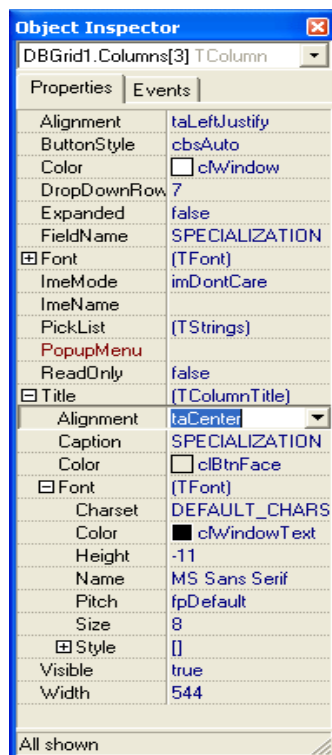 Object Inspector
DBGrid1.Columns[3] TColumn
Properties Events
Alignment taLeftJustify
ButtonStyle cbsAuto
Color clWindow
DropDownRow 7
Expanded false
FieldName SPECIALIZATION
Font (TFont)
ImeMode imDontCare
ImeName
PickList (TStrings)
PopupMenu
ReadOnly false
Title (TColumnTitle)
Alignment taCenter
Caption SPECIALIZATION
Color clBtnFace
Font (TFont)
Charset DEFAULT_CHARS
Color clWindowText
Height -11
Name MS Sans Serif
Pitch fpDefault
Size 8
Style []
Visible true
Width 544
All shown